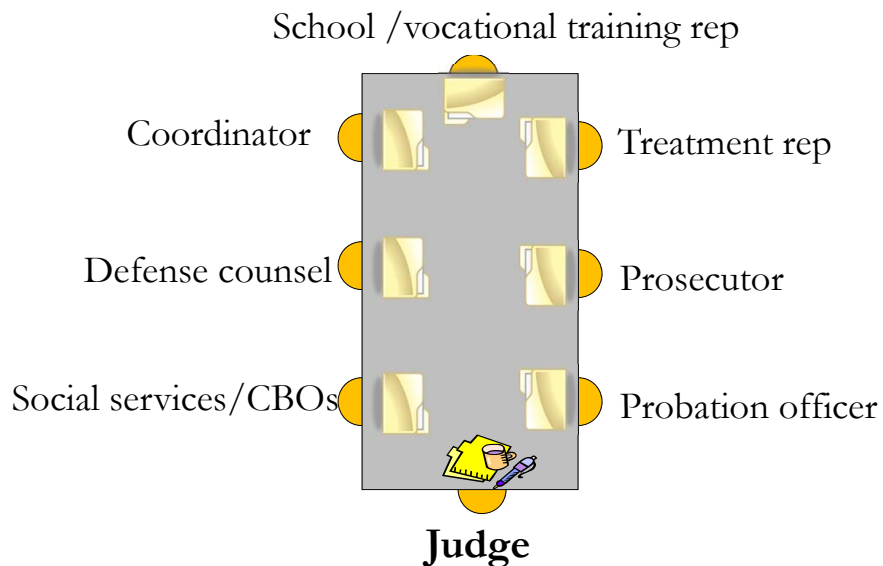 School /vocational training rep
Coordinator
Treatment rep
Defense counsel
Prosecutor
Social services/CBOs
Probation officer
Judge